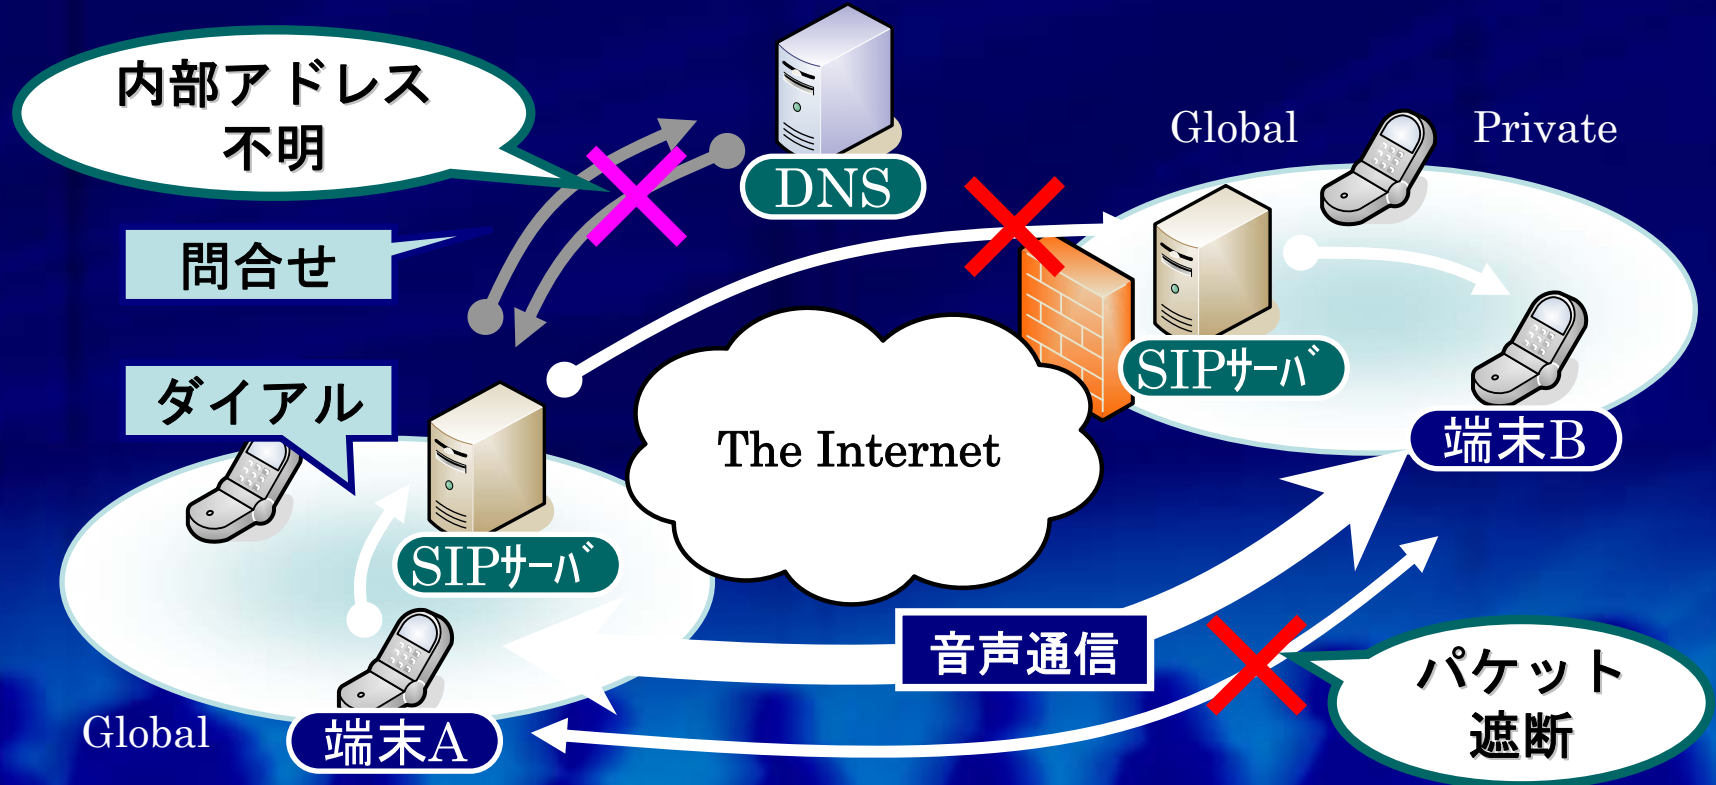 内部アドレス
不明
DNS
Global
Private
問合せ
ダイアル
SIPｻｰﾊﾞ
The Internet
SIPｻｰﾊﾞ
端末B
音声通信
パケット
遮断
Global
端末A